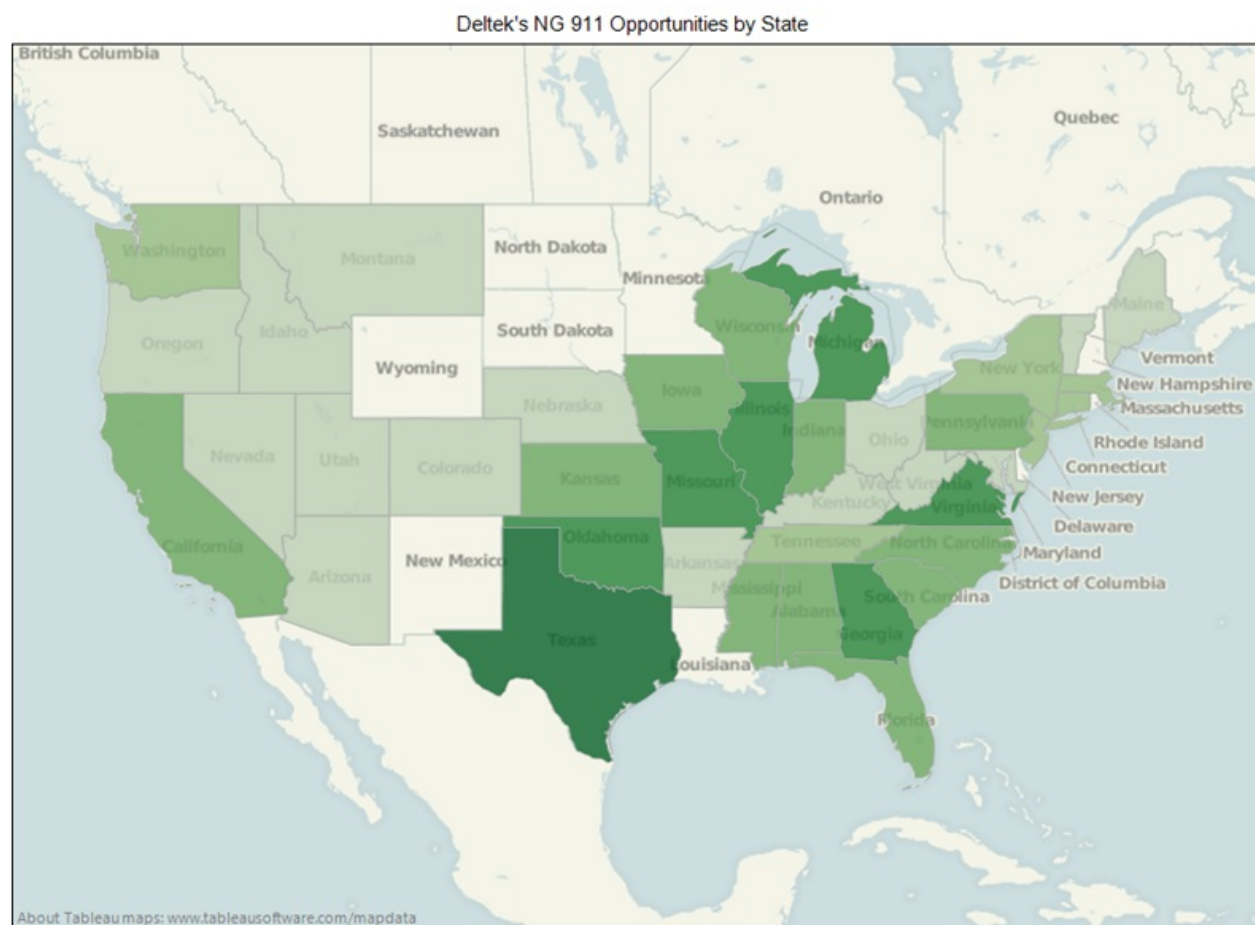 Deltek's NG 911 Opportunities by State
British Columbia
Saskatchewan
Quebec
Ontario
Washington
Montana
North Dakota
Minnesota
Maine
Oregon
Idaho
South Dakota
Wisconsin
Michigan
Vermont
Wyoming
New York
New Hampshire
Massachusetts
Nebraska
Iowa
Illinois
Indiana
Pennsylvania
Rhode Island
Nevada
Utah
Colorado
Ohio
Connecticut
Kansas
Missouri
West Virginia
Kentucky
Virginia
New Jersey
Delaware
California
Oklahoma
Tennessee
North Carolina
Maryland
New Mexico
Arizona
Arkansas
District of Columbia
Mississippi
Alabama
South Carolina
Georgia
Texas
Louisiana
Florida
About Tableau maps: www.tableausoftware.com/mapdata